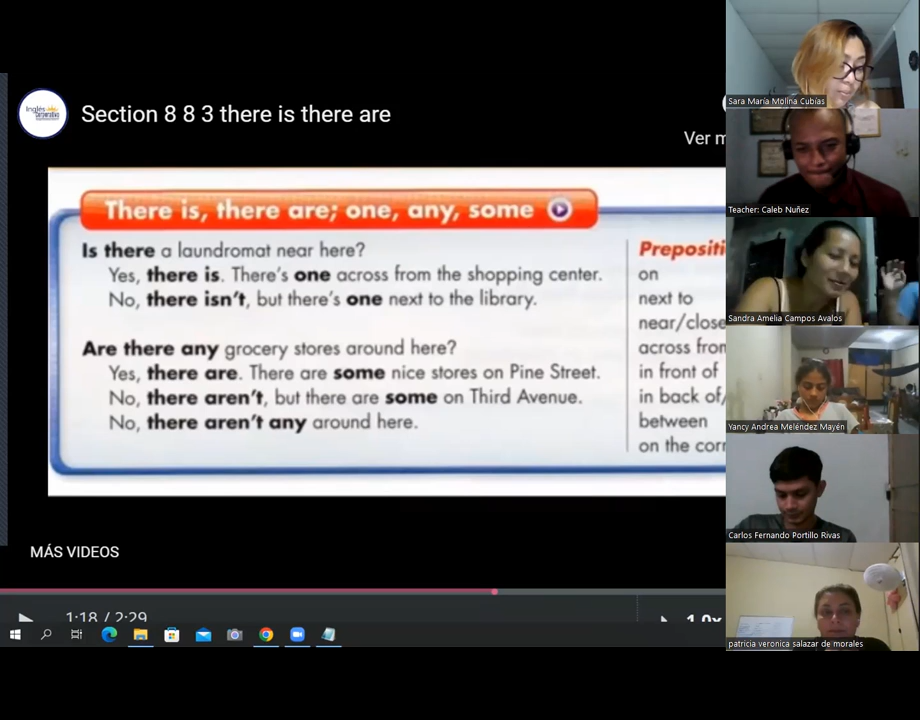 Section 8 8 3 there is there are
Ver m
There is, there are; one, any, some
Is there a laundromat near here?
Yes, there is. There's one across from the shopping center.
No, there isn't, but there's one next to the library.
Are there any grocery stores around here?
Yes, there are. There are some nice stores on Pine Street.
No, there aren't, but there are some on Third Avenue.
No, there aren't any around here.
Prepositi
on
next to
near/close
across from
in front of
in back of/
between
on the corn
MÁS VIDEOS
1:18 / 2:29
1.0x
Sara María Molina Cubías
Teacher: Caleb Nuñez
Sandra Amelia Campos Avalos
Yancy Andrea Meléndez Mayén
Carlos Fernando Portillo Rivas
patricia veronica salazar de morales